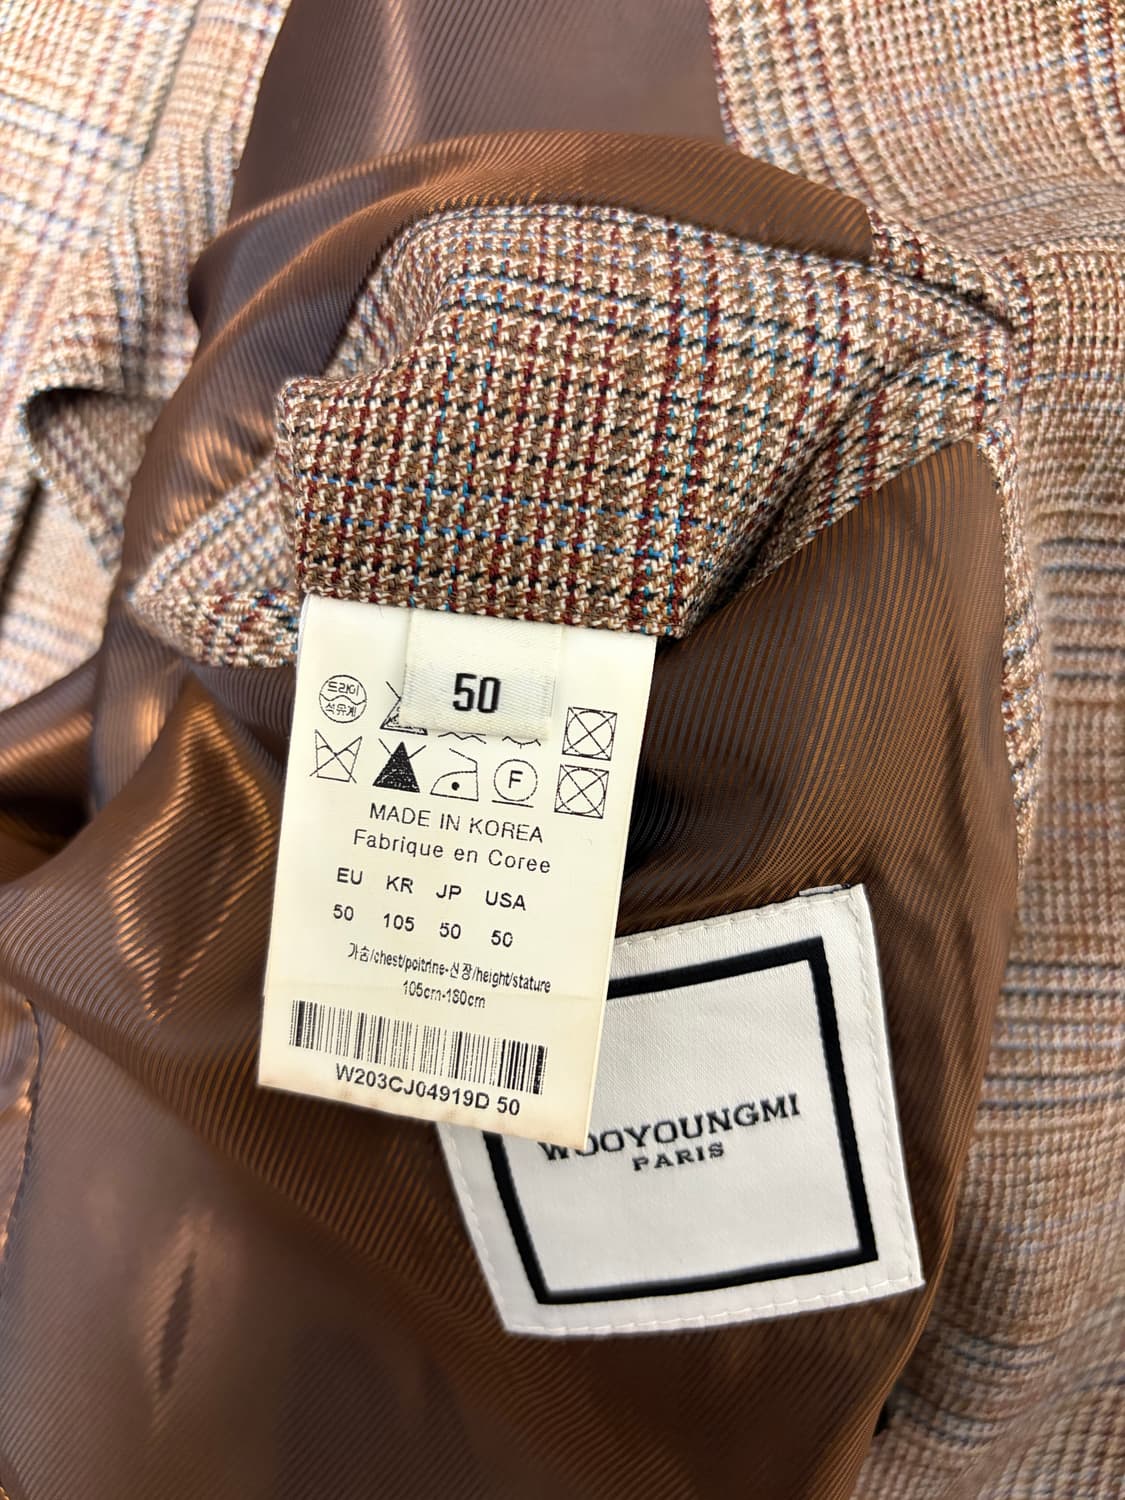 50
드라이
석유계
F
MADE IN KOREA
Fabrique en Coree
EU KR JP USA
50 105 50 50
가슴/chest/poitrine-신장/height/stature
105cm-180cm
W203CJ04919D 50
WOOYOUNGMI
PARIS